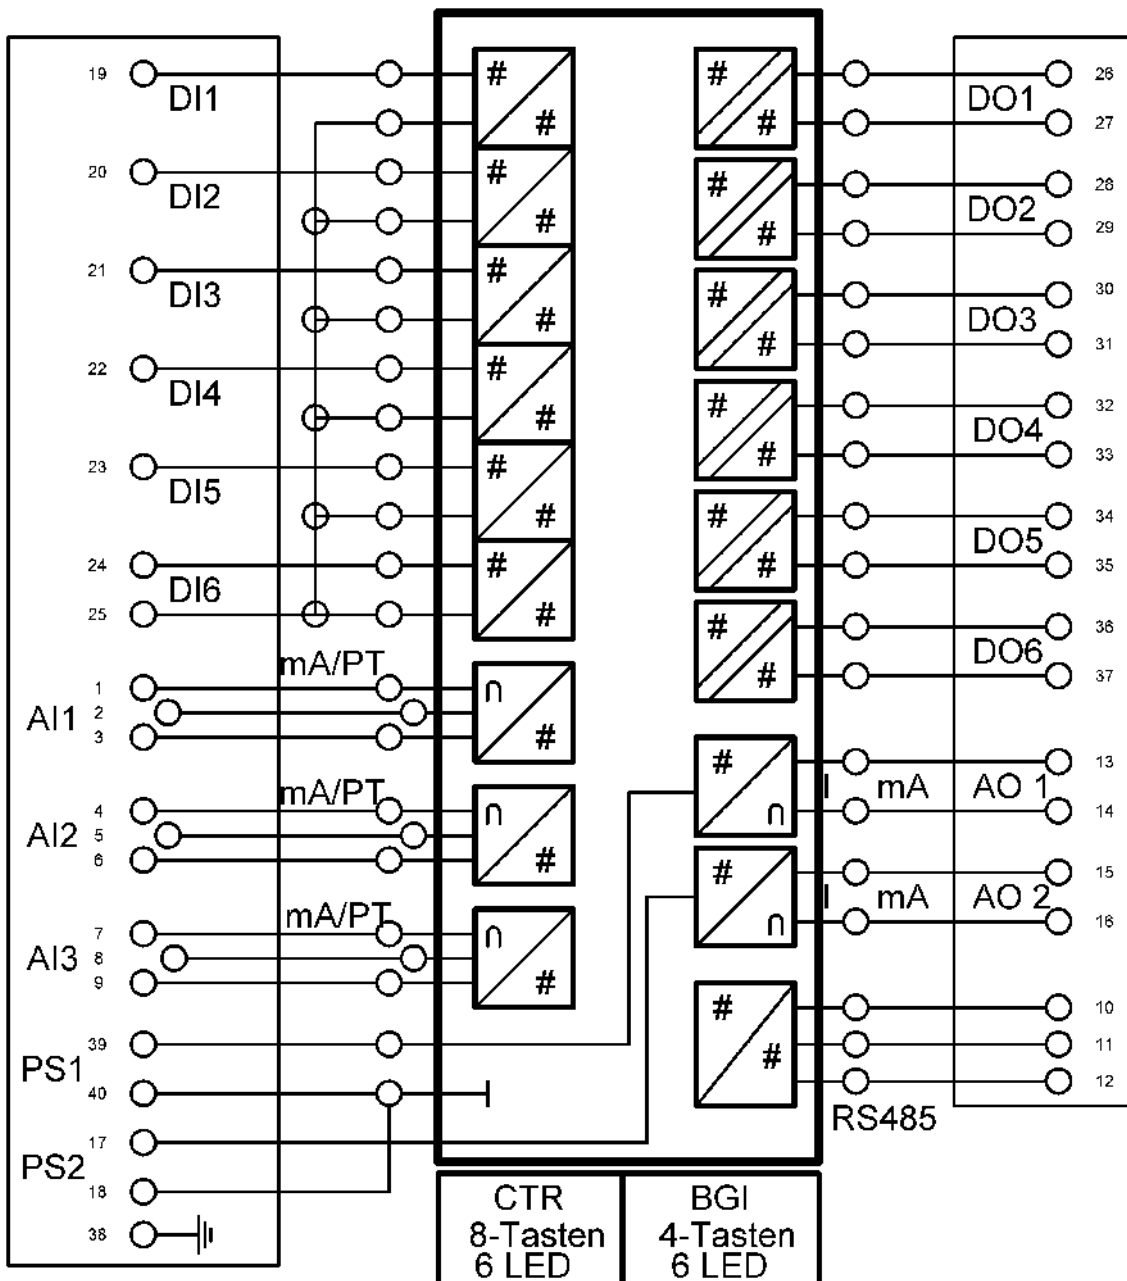 19
DI1
20
DI2
21
DI3
22
DI4
23
DI5
24
DI6
25
mA/PT
1
AI1 2
3
mA/PT
4
AI2 5
6
mA/PT
7
AI3 8
9
39
PS1
40
17
PS2
18
38
# #
# #
# #
# #
# #
# #
n #
n #
n #
# #
# #
# #
# #
# #
# #
# n
# n
# #
26
DO1
27
28
DO2
29
30
DO3
31
32
DO4
33
34
DO5
35
36
DO6
37
13
I mA AO 1
14
15
I mA AO 2
16
10
11
12
RS485
CTR
8-Tasten
6 LED
BGI
4-Tasten
6 LED